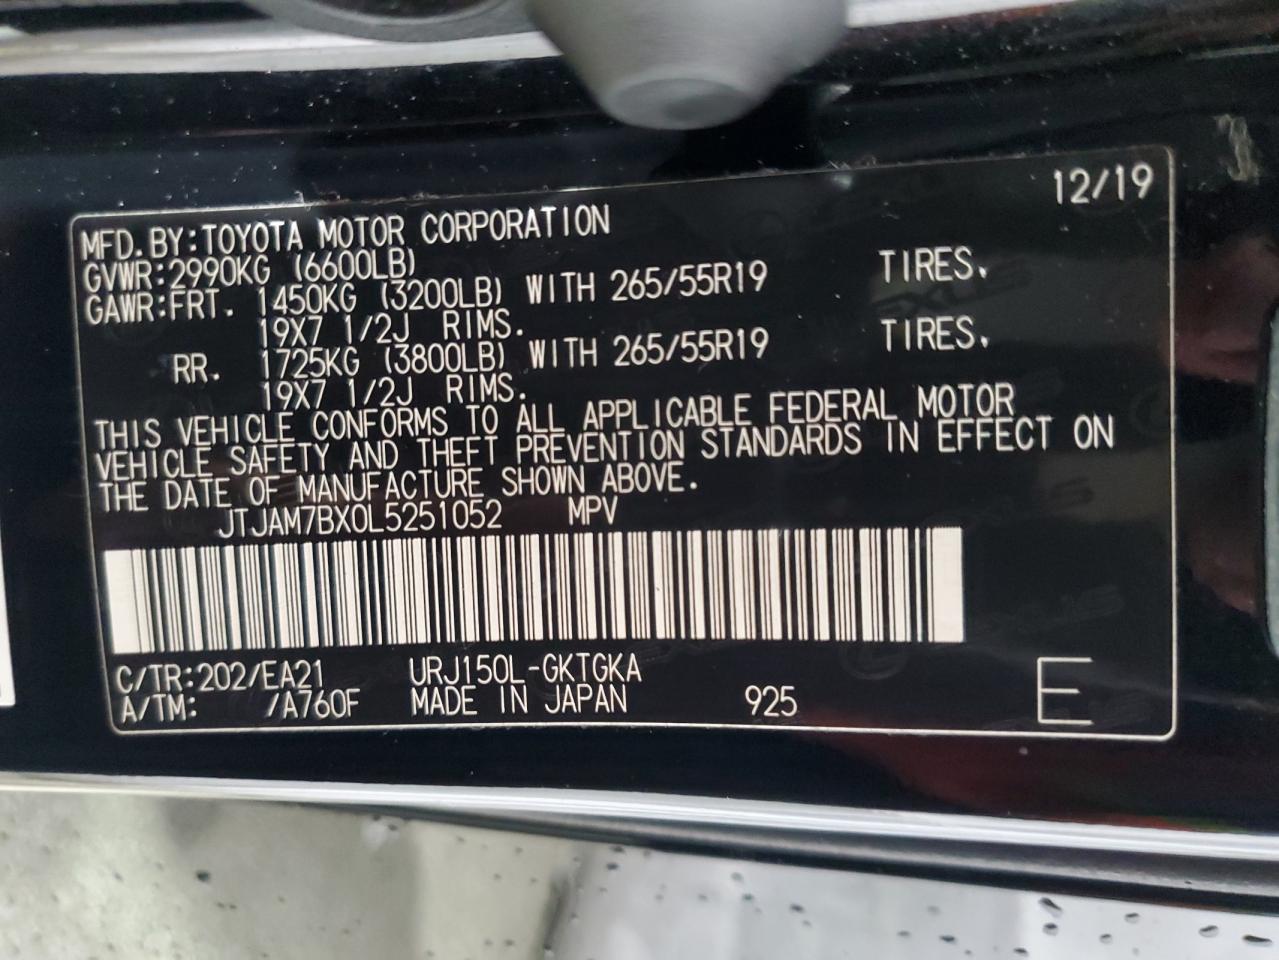 12/19
MFD. BY:TOYOTA MOTOR CORPORATION
GVWR:2990KG (6600LB)
GAWR:FRT. 1450KG (3200LB) WITH 265/55R19 TIRES.
19X7 1/2J RIMS.
RR. 1725KG (3800LB) WITH 265/55R19 TIRES.
19X7 1/2J RIMS.
THIS VEHICLE CONFORMS TO ALL APPLICABLE FEDERAL MOTOR
VEHICLE SAFETY AND THEFT PREVENTION STANDARDS IN EFFECT ON
THE DATE OF MANUFACTURE SHOWN ABOVE.
JTJAM7BX0L5251052 MPV
C/TR:202/EA21 URJ150L-GKTGKA
A/TM: /A760F MADE IN JAPAN 925 E